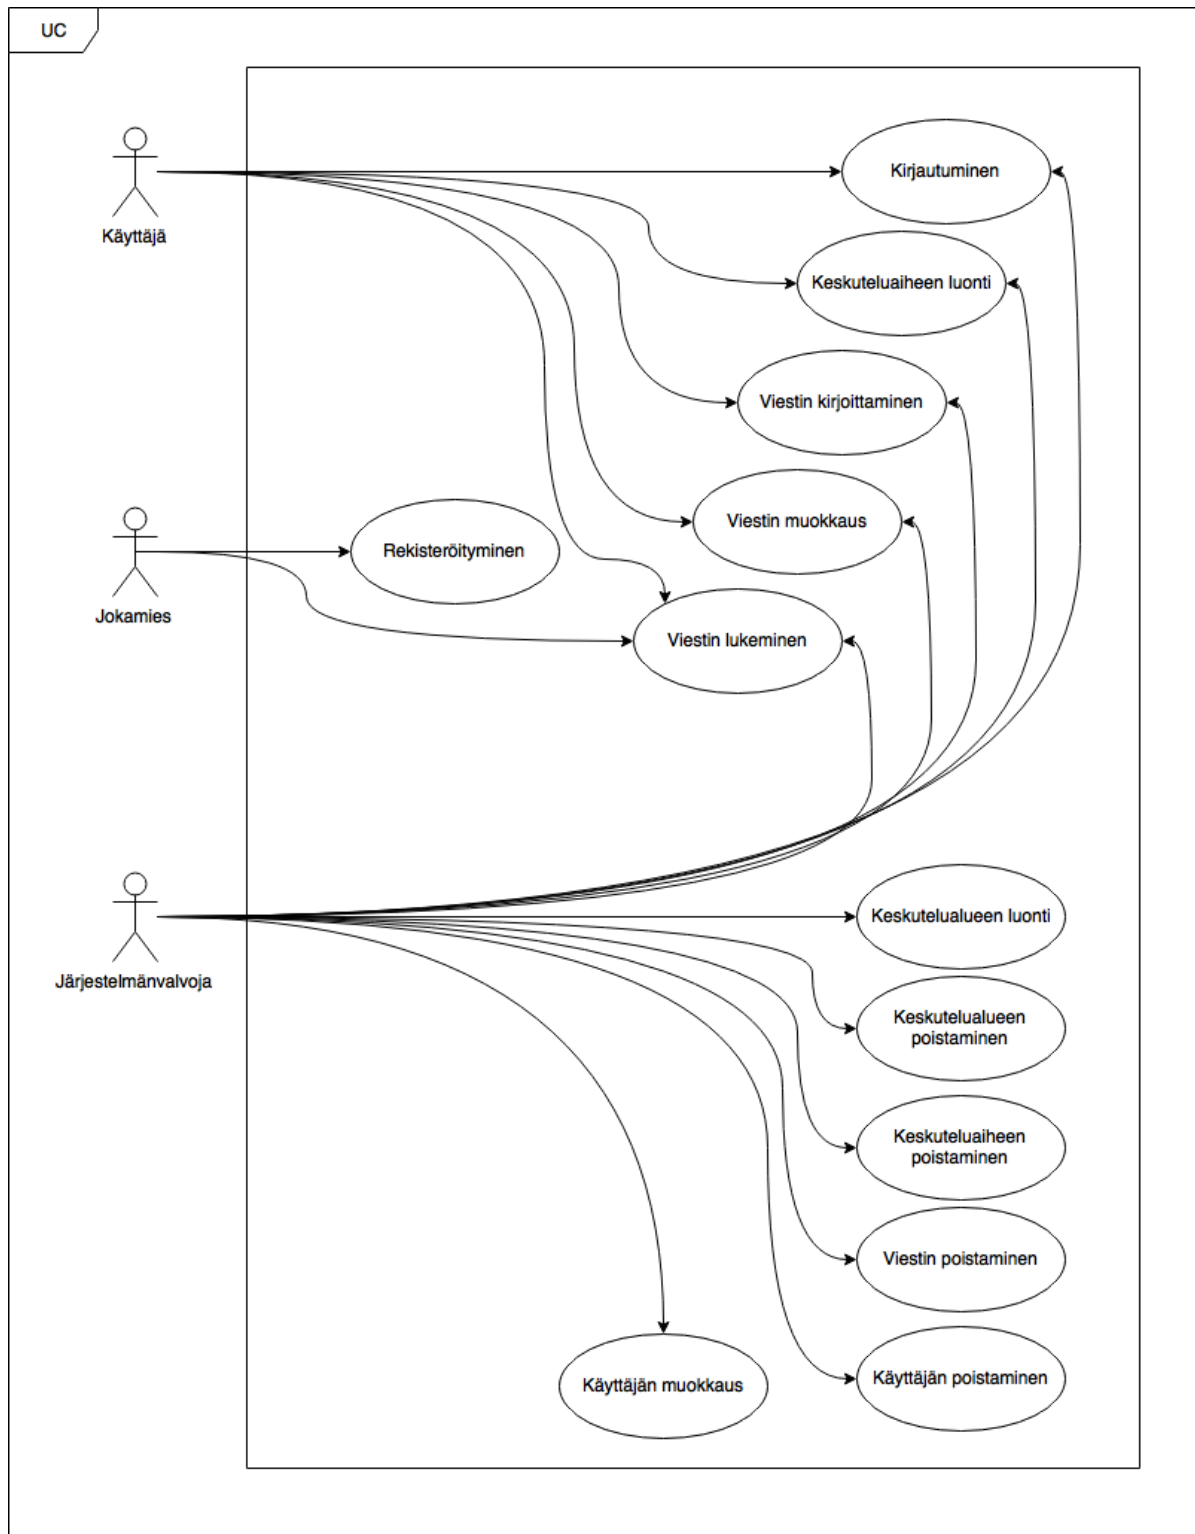 UC
Kirjautuminen
Käyttäjä
Keskuteluaiheen luonti
Viestin kirjoittaminen
Viestin muokkaus
Rekisteröityminen
Jokamies
Viestin lukeminen
Keskutelualueen luonti
Järjestelmänvalvoja
Keskutelualueen
poistaminen
Keskuteluaiheen
poistaminen
Viestin poistaminen
Käyttäjän poistaminen
Käyttäjän muokkaus